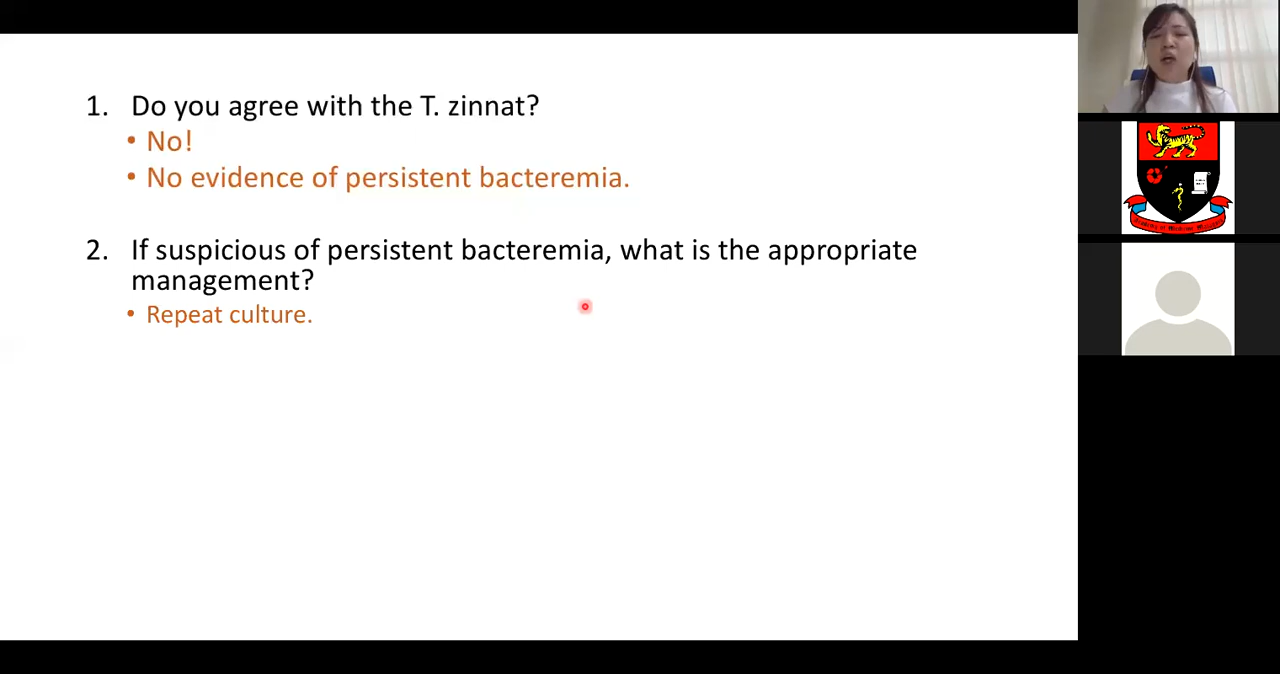 1. Do you agree with the T. zinnat?
• No!
• No evidence of persistent bacteremia.
2. If suspicious of persistent bacteremia, what is the appropriate
management?
• Repeat culture.